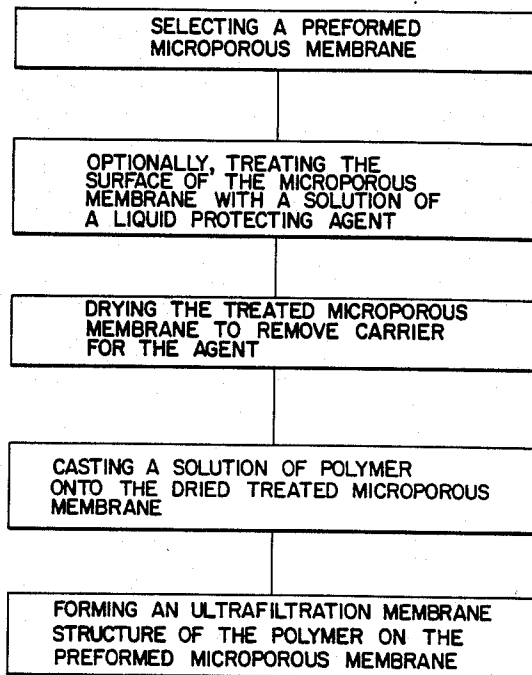 SELECTING A PREFORMED
MICROPOROUS MEMBRANE
OPTIONALLY, TREATING THE
SURFACE OF THE MICROPOROUS
MEMBRANE WITH A SOLUTION OF
A LIQUID PROTECTING AGENT
DRYING THE TREATED MICROPOROUS
MEMBRANE TO REMOVE CARRIER
FOR THE AGENT
CASTING A SOLUTION OF POLYMER
ONTO THE DRIED TREATED MICROPOROUS
MEMBRANE
FORMING AN ULTRAFILTRATION MEMBRANE
STRUCTURE OF THE POLYMER ON THE
PREFORMED MICROPOROUS MEMBRANE